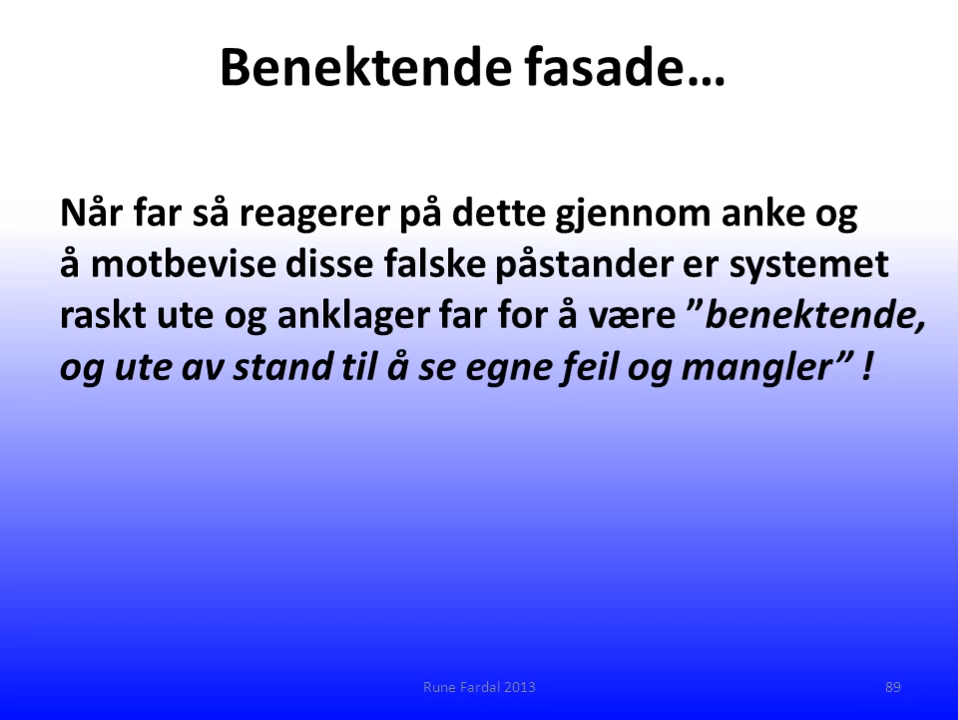 Benektende fasade…
Når far så reagerer på dette gjennom anke og
å motbevise disse falske påstander er systemet
raskt ute og anklager far for å være ”benektende,
og ute av stand til å se egne feil og mangler” !
Rune Fardal 2013
89